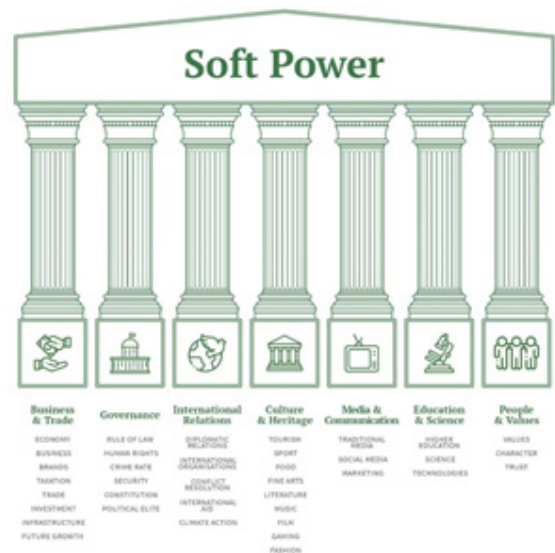 Soft Power
Business
& Trade
ECONOMY
BUSINESS
BRANDS
TAXATION
TRADE
INVESTMENT
INFRASTRUCTURE
FUTURE GROWTH
Governance
RULE OF LAW
HUMAN RIGHTS
CRIME RATE
SECURITY
CONSTITUTION
POLITICAL ELITE
International
Relations
DIPLOMATIC
RELATIONS
INTERNATIONAL
ORGANISATIONS
CONFLICT
RESOLUTION
INTERNATIONAL
AID
CLIMATE ACTION
Culture
& Heritage
TOURISM
SPORT
FOOD
FINE ARTS
LITERATURE
MUSIC
FILM
GAMING
FASHION
Media &
Communication
TRADITIONAL
MEDIA
SOCIAL MEDIA
MARKETING
Education
& Science
HIGHER
EDUCATION
SCIENCE
TECHNOLOGIES
People
& Values
VALUES
CHARACTER
TRUST